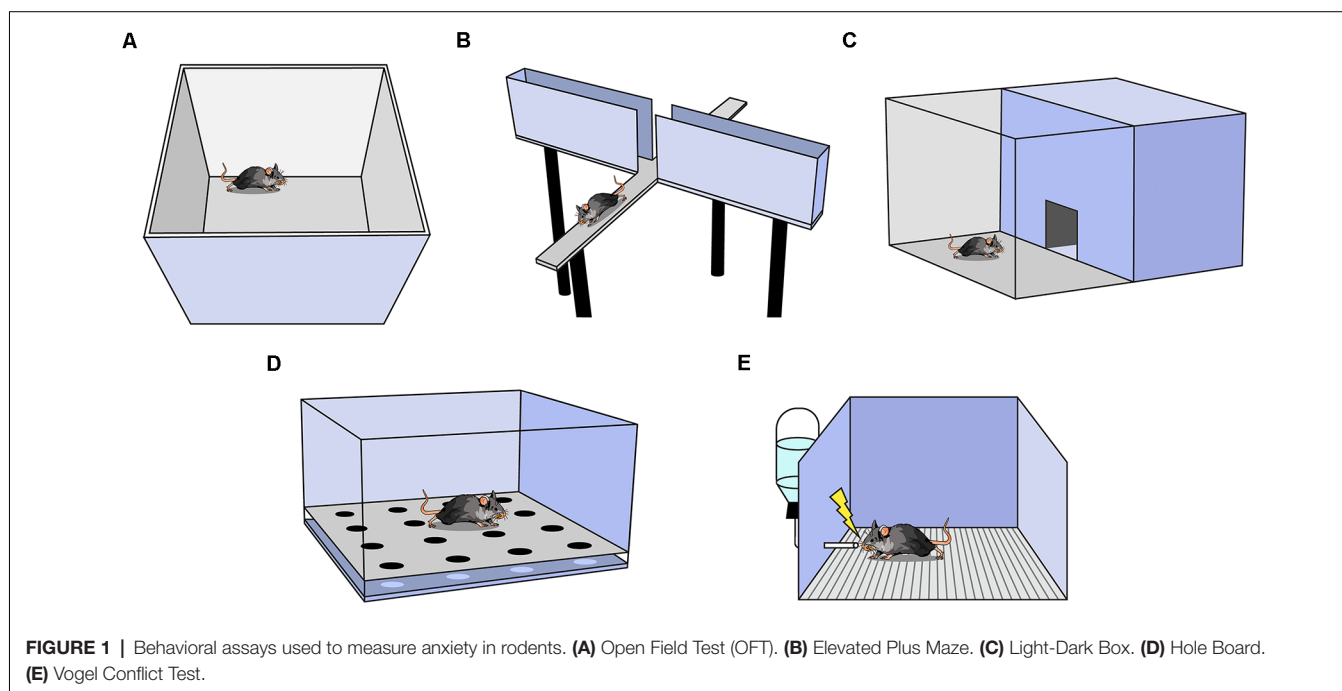 A
B
C
D
E
FIGURE 1 | Behavioral assays used to measure anxiety in rodents. (A) Open Field Test (OFT). (B) Elevated Plus Maze. (C) Light-Dark Box. (D) Hole Board.
(E) Vogel Conflict Test.